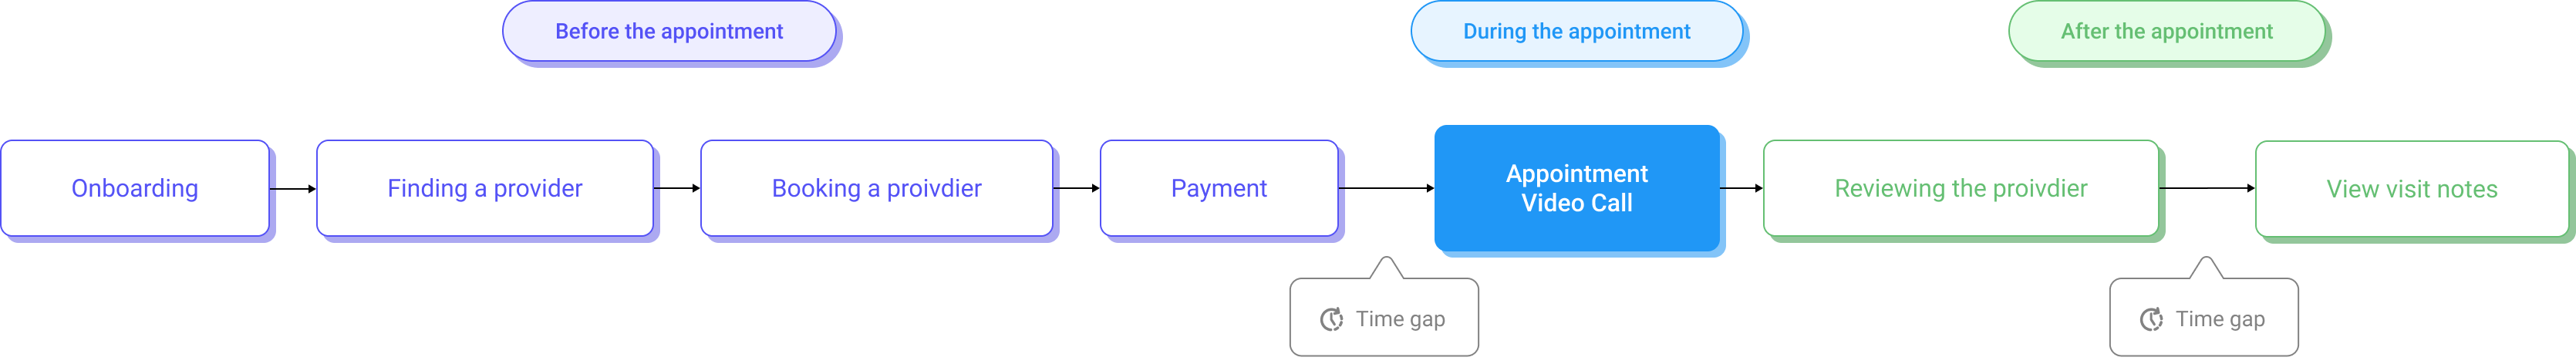 Before the appointment
During the appointment
After the appointment
Onboarding
Finding a provider
Booking a proivdier
Payment
Appointment
Video Call
Reviewing the proivdier
View visit notes
Time gap
Time gap